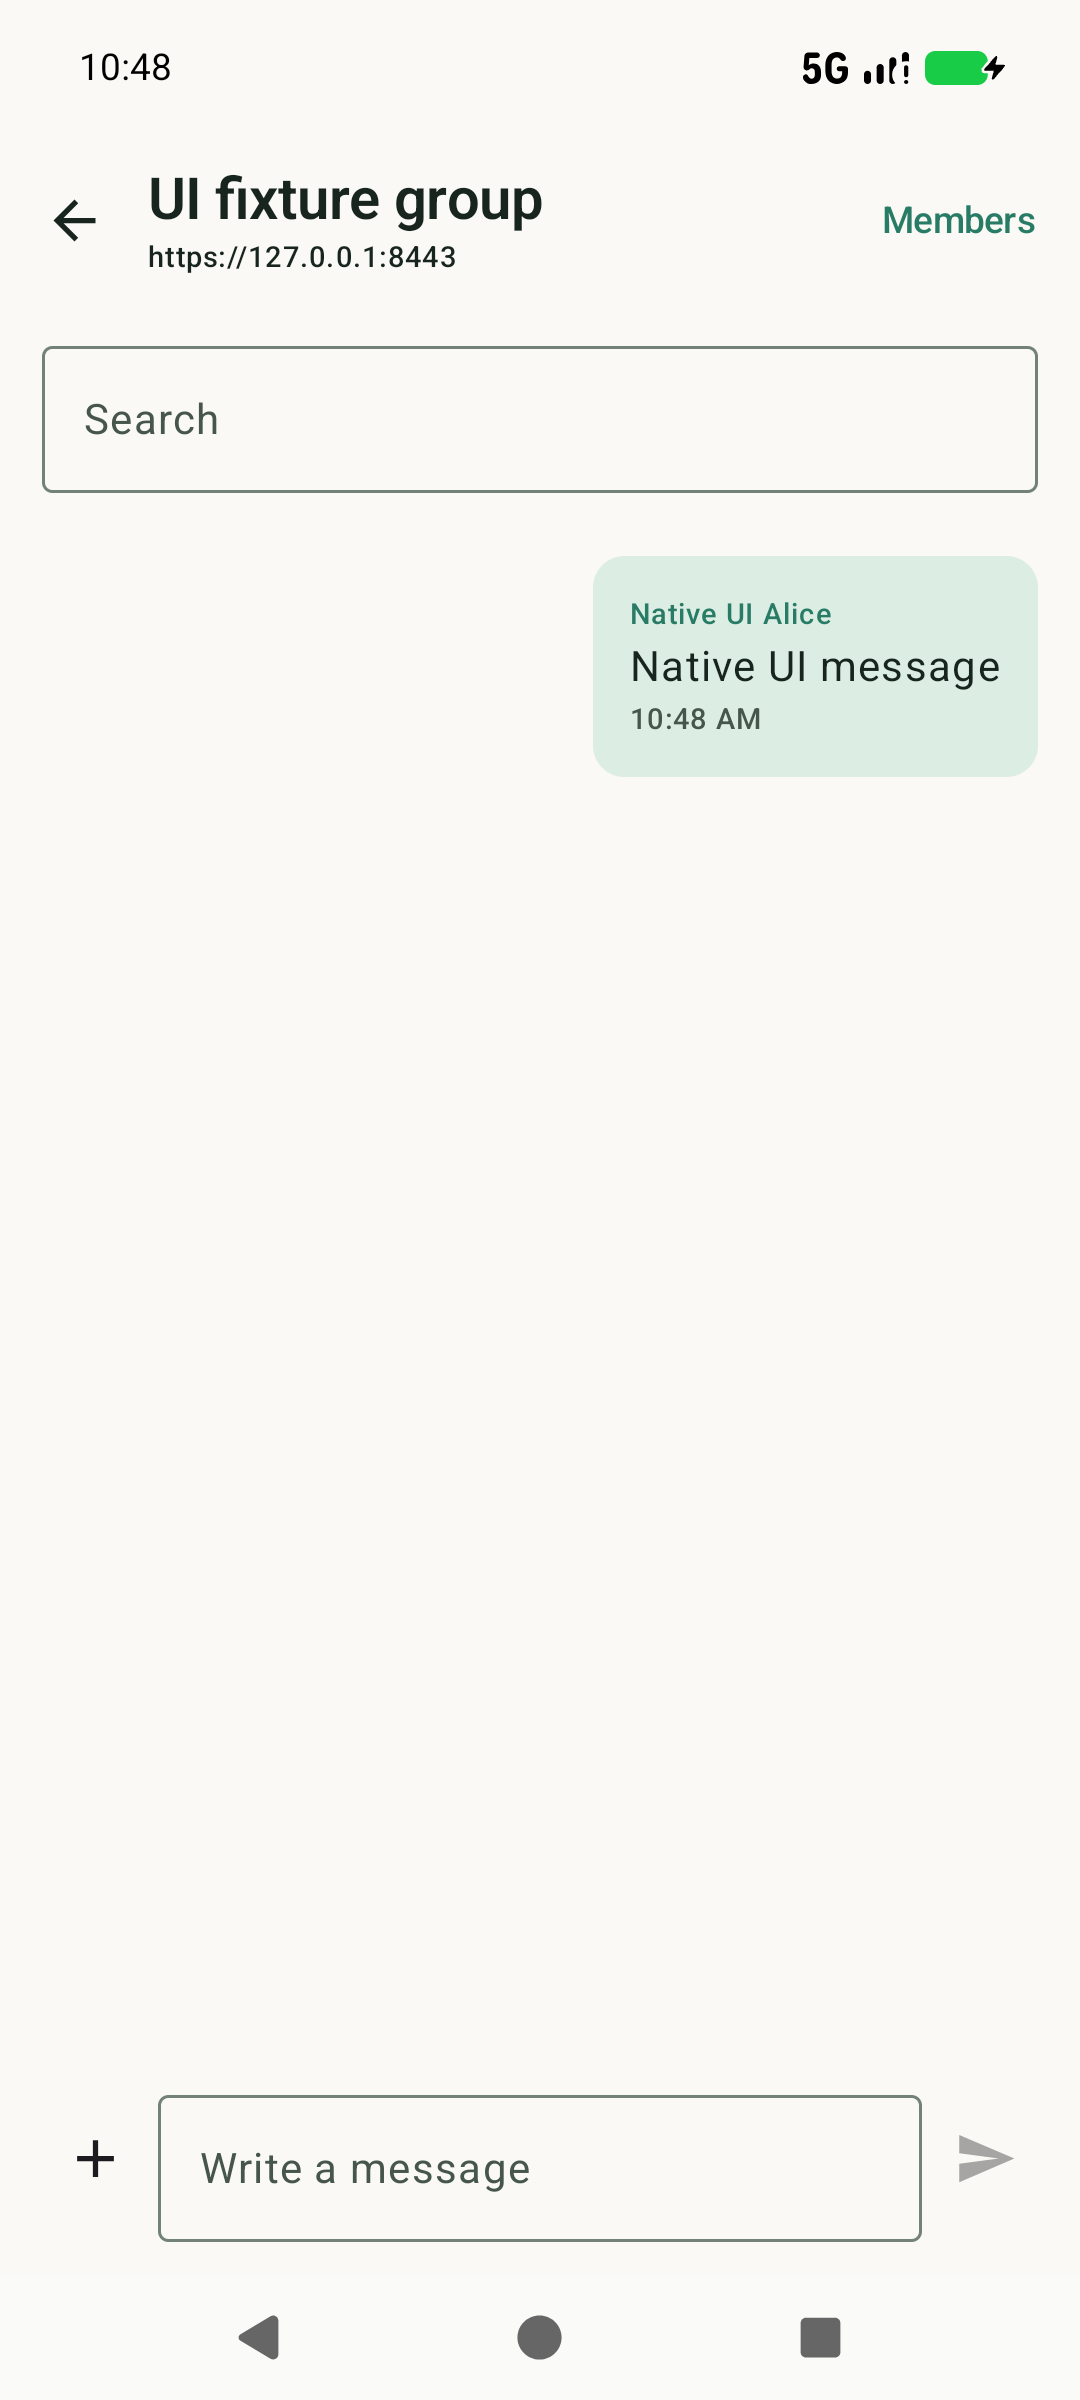 10:48
5G
UI fixture group
https://127.0.0.1:8443
Members
Search
Native UI Alice
Native UI message
10:48 AM
Write a message